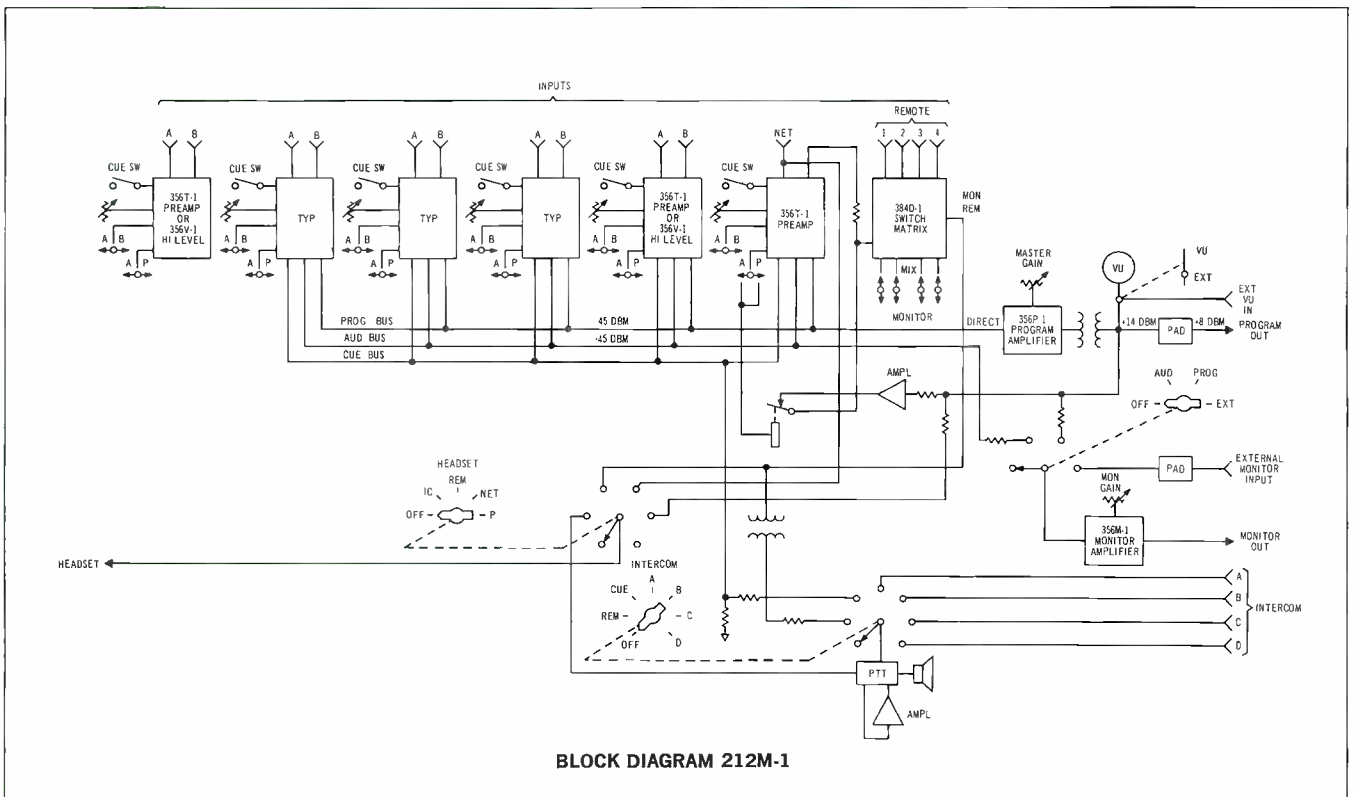 INPUTS
REMOTE
A B
A B
A B
A B
A B
NET
1 2 3 4
CUE SW
CUE SW
CUE SW
CUE SW
CUE SW
CUE SW
356T-1
PREAMP
OR
356V-1
HI LEVEL
TYP
TYP
TYP
356T-1
PREAMP
OR
356V-1
HI LEVEL
356T-1
PREAMP
384D-1
SWITCH
MATRIX
MON
REM
A B
A B
A B
A B
A B
A B
A P
A P
A P
A P
A P
A P
MIX
MONITOR
MASTER
GAIN
VU
VU
EXT
EXT
VU
IN
PROG BUS
45 DBM
DIRECT
356P 1
PROGRAM
AMPLIFIER
+14 DBM
PAD
+8 DBM
PROGRAM
OUT
AUD BUS
-45 DBM
CUE BUS
AMPL
AUD PROG
OFF - - EXT
HEADSET
REM
IC NET
OFF - - P
MON
GAIN
PAD
EXTERNAL
MONITOR
INPUT
356M-1
MONITOR
AMPLIFIER
MONITOR
OUT
HEADSET
INTERCOM
A
CUE B
REM - - C
OFF D
A
B
C
D
INTERCOM
PTT
AMPL
BLOCK DIAGRAM 212M-1